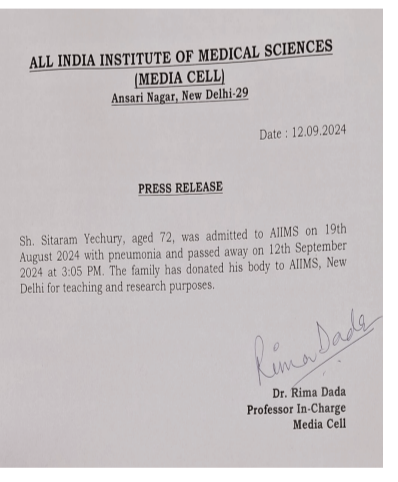 ALL INDIA INSTITUTE OF MEDICAL SCIENCES
(MEDIA CELL)
Ansari Nagar, New Delhi-29
Date : 12.09.2024
PRESS RELEASE
Sh. Sitaram Yechury, aged 72, was admitted to AIIMS on 19th
August 2024 with pneumonia and passed away on 12th September
2024 at 3:05 PM. The family has donated his body to AIIMS, New
Delhi for teaching and research purposes.
Rima Dada
Dr. Rima Dada
Professor In-Charge
Media Cell